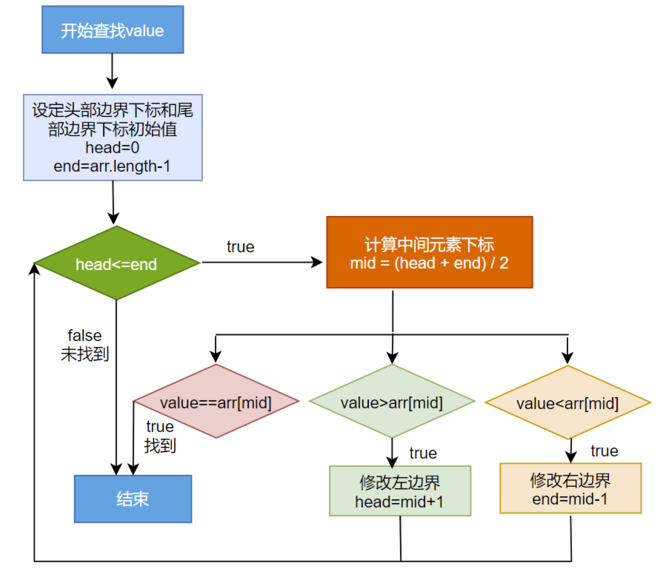 开始查找value
设定头部边界下标和尾
部边界下标初始值
head=0
end=arr.length-1
head<=end
true
计算中间元素下标
mid = (head + end) / 2
false
未找到
value==arr[mid]
value>arr[mid]
value<arr[mid]
true
找到
true
true
结束
修改左边界
head=mid+1
修改右边界
end=mid-1